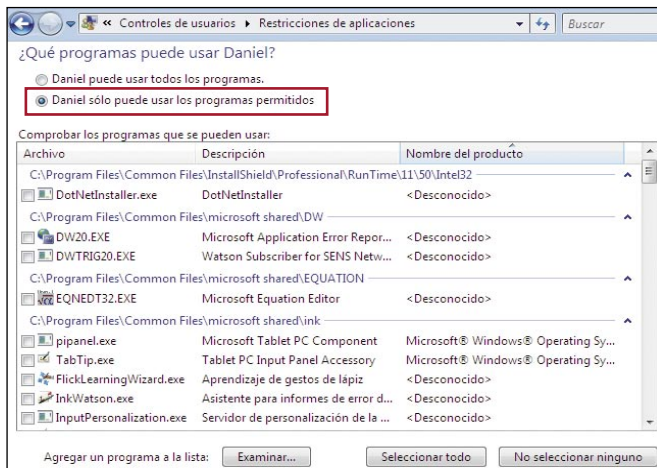 « Controles de usuarios ▸ Restricciones de aplicaciones Buscar
¿Qué programas puede usar Daniel?
Daniel puede usar todos los programas.
Daniel sólo puede usar los programas permitidos
Comprobar los programas que se pueden usar:
Archivo Descripción Nombre del producto
C:\Program Files\Common Files\InstallShield\Professional\RunTime\11\50\Intel32
DotNetInstaller.exe DotNetInstaller <Desconocido>
C:\Program Files\Common Files\microsoft shared\DW
DW20.EXE Microsoft Application Error Repor... <Desconocido>
DWTRIG20.EXE Watson Subscriber for SENS Netw... <Desconocido>
C:\Program Files\Common Files\microsoft shared\EQUATION
EQNEDT32.EXE Microsoft Equation Editor <Desconocido>
C:\Program Files\Common Files\microsoft shared\ink
pipanel.exe Microsoft Tablet PC Component Microsoft® Windows® Operating Sy...
TabTip.exe Tablet PC Input Panel Accessory Microsoft® Windows® Operating Sy...
FlickLearningWizard.exe Aprendizaje de gestos de lápiz <Desconocido>
InkWatson.exe Asistente para informes de error d... <Desconocido>
InputPersonalization.exe Servidor de personalización de la ... <Desconocido>
Agregar un programa a la lista: Examinar... Seleccionar todo No seleccionar ninguno